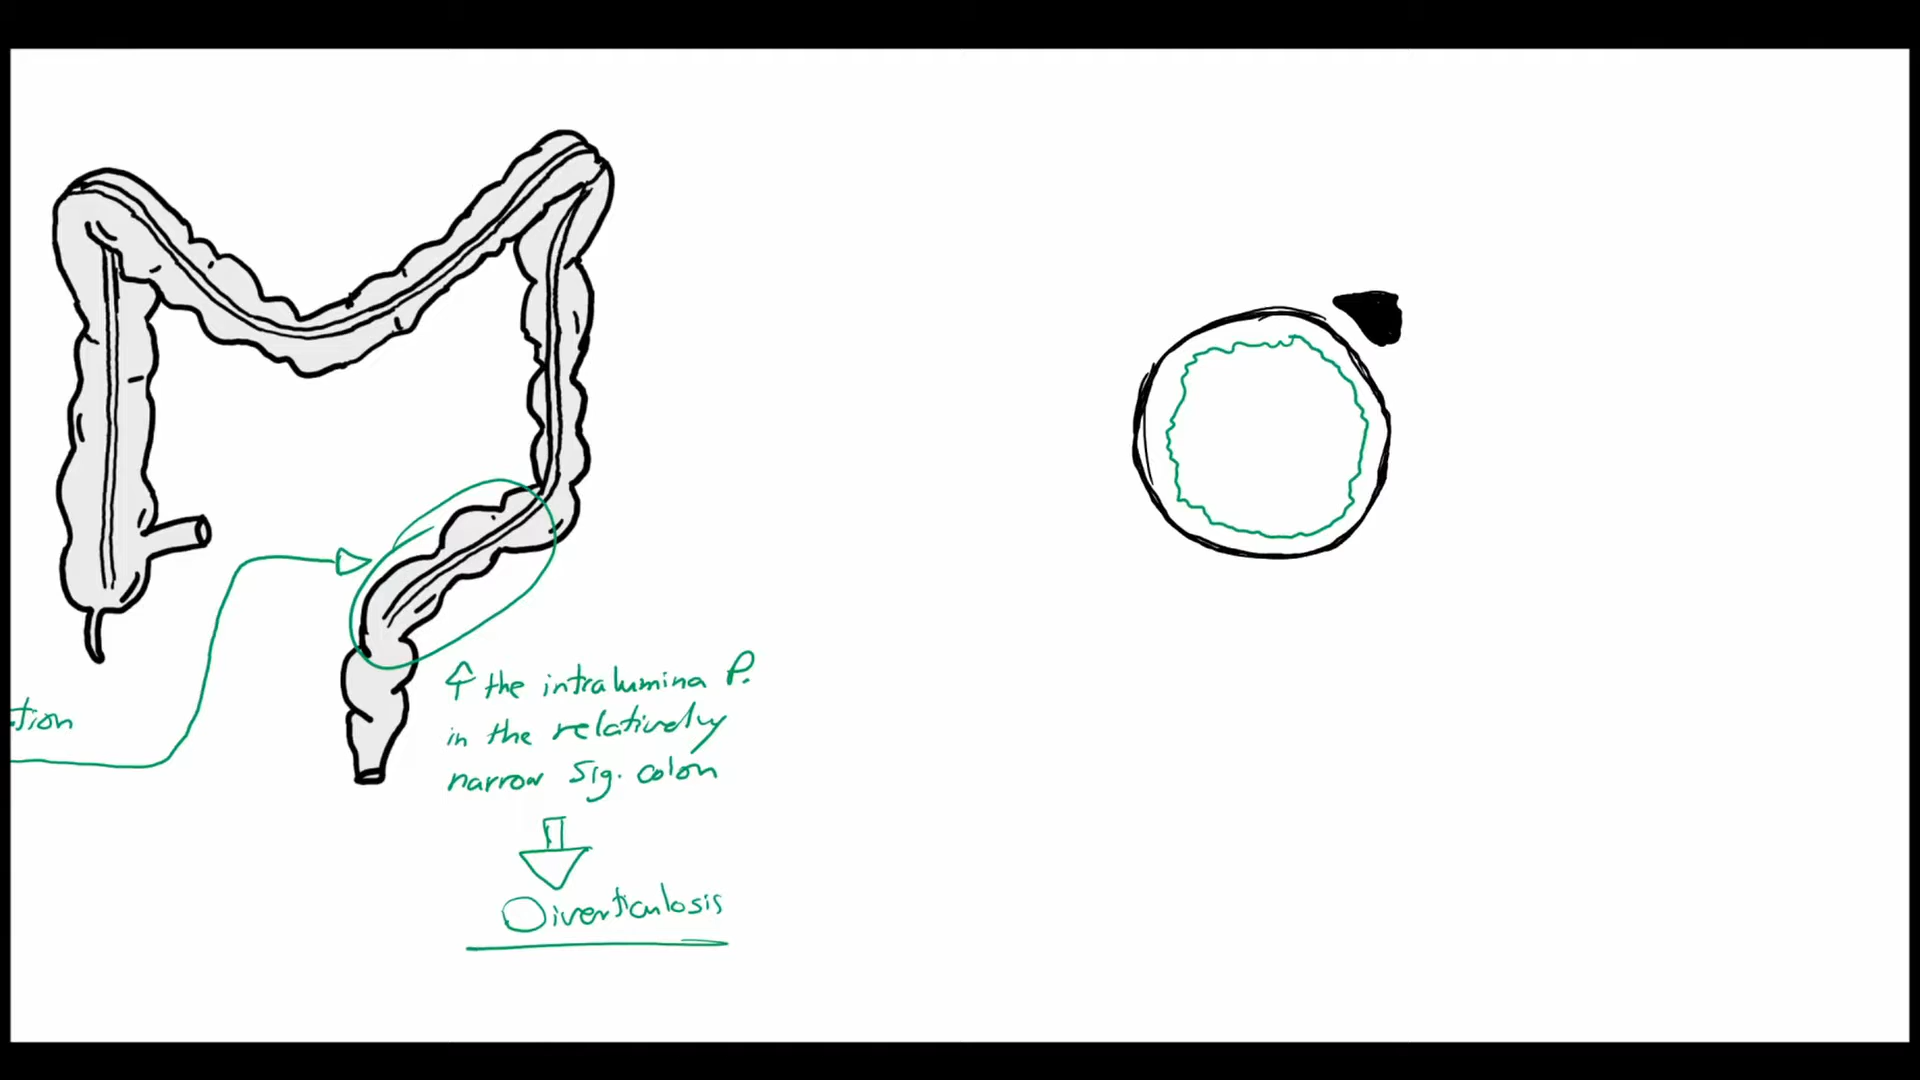 ↑ the intralumina P.
in the relatively
narrow Sig. colon
tion
Diverticulosis